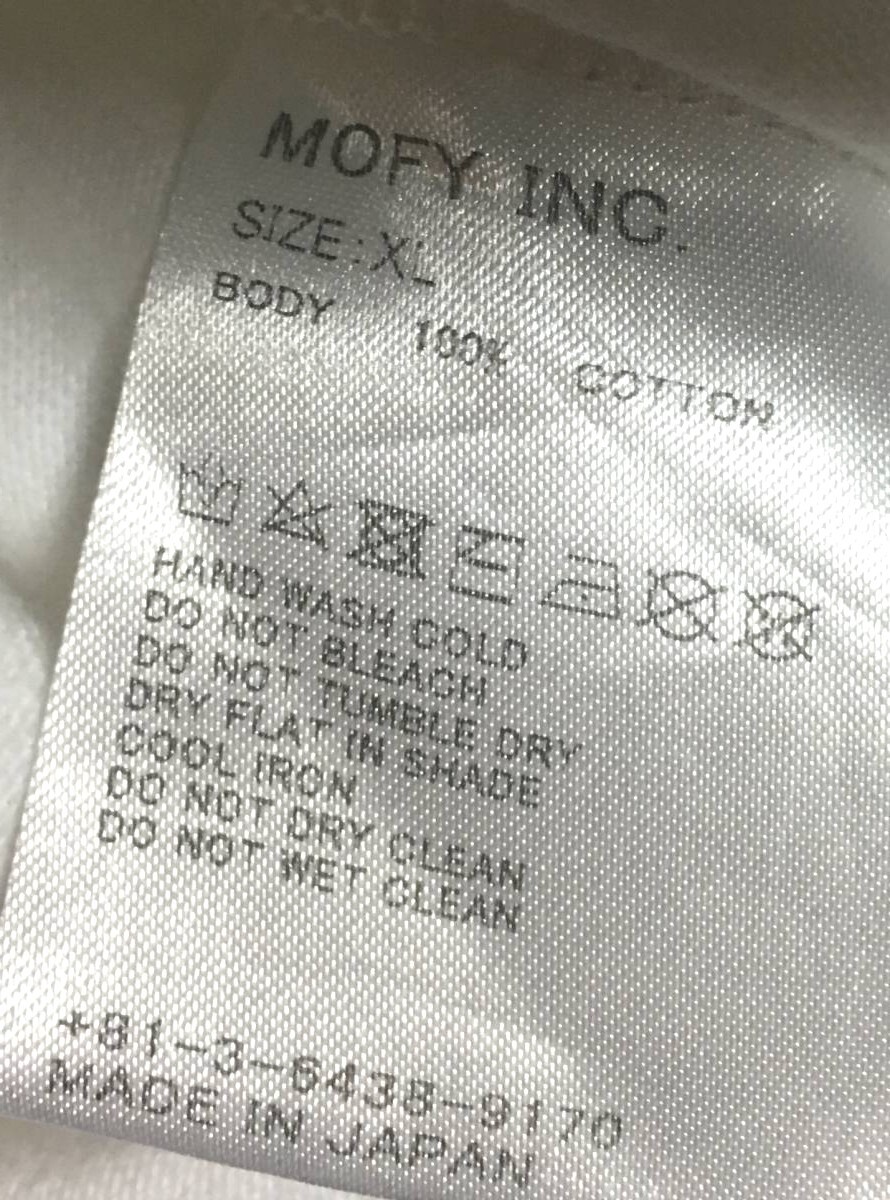 MOFY INC.
SIZE:XL
BODY 100% COTTON
HAND WASH COLD
DO NOT BLEACH
DO NOT TUMBLE DRY
DRY FLAT IN SHADE
COOL IRON
DO NOT DRY CLEAN
DO NOT WET CLEAN
+81-3-6438-9170
MADE IN JAPAN